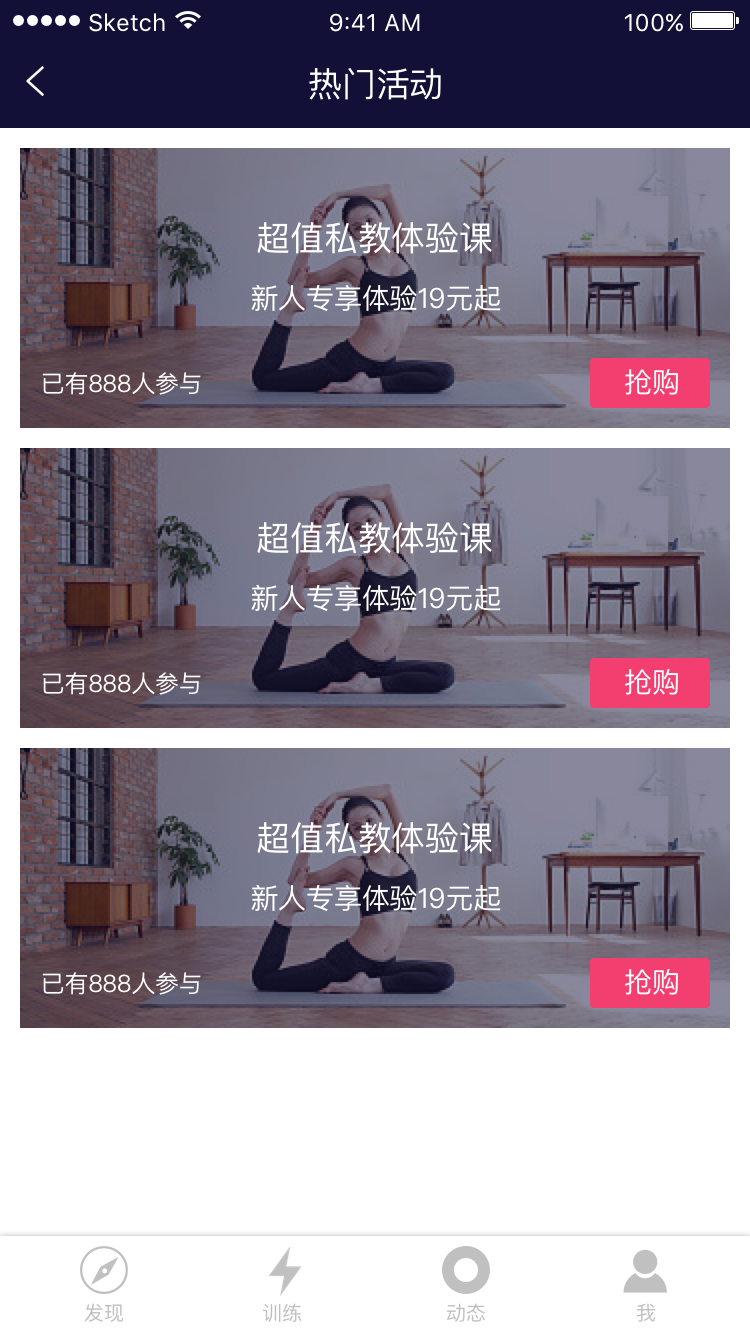 Sketch 9:41 AM 100%
热门活动
超值私教体验课
新人专享体验19元起
已有888人参与 抢购
超值私教体验课
新人专享体验19元起
已有888人参与 抢购
超值私教体验课
新人专享体验19元起
已有888人参与 抢购
发现 训练 动态 我